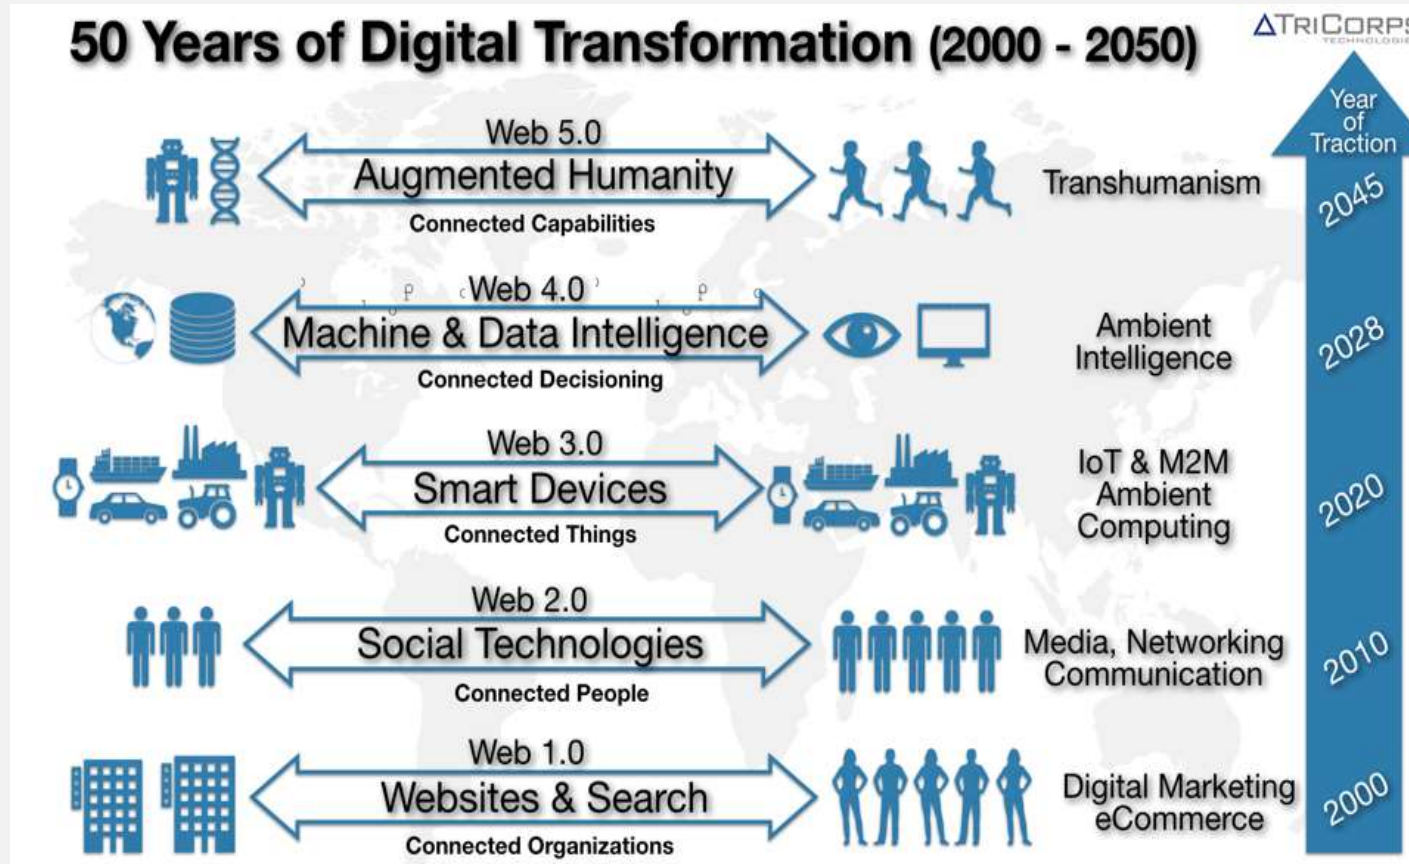 50 Years of Digital Transformation (2000 - 2050)
TRICORPS
TECHNOLOGIES
Year
of
Traction
Web 5.0
Augmented Humanity
Connected Capabilities
Transhumanism
2045
Web 4.0
Machine & Data Intelligence
Connected Decisioning
Ambient
Intelligence
2028
Web 3.0
Smart Devices
Connected Things
IoT & M2M
Ambient
Computing
2020
Web 2.0
Social Technologies
Connected People
Media, Networking
Communication
2010
Web 1.0
Websites & Search
Connected Organizations
Digital Marketing
eCommerce
2000